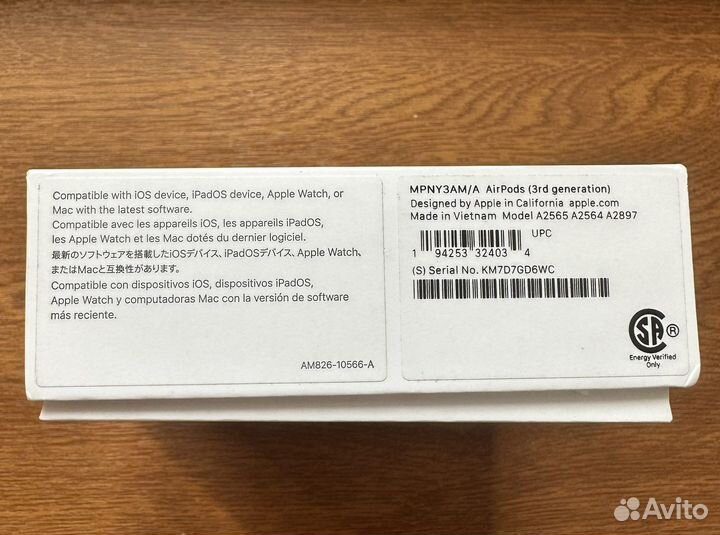 Compatible with iOS device, iPadOS device, Apple Watch, or
Mac with the latest software.
Compatible avec les appareils iOS, les appareils iPadOS,
les Apple Watch et les Mac dotés du dernier logiciel.
最新のソフトウェアを搭載したiOSデバイス、iPadOSデバイス、Apple Watch、
またはMacと互換性があります。
Compatible con dispositivos iOS, dispositivos iPadOS,
Apple Watch y computadoras Mac con la versión de software
más reciente.
AM826-10566-A
MPNY3AM/A AirPods (3rd generation)
Designed by Apple in California apple.com
Made in Vietnam Model A2565 A2564 A2897
UPC
1 94253 32403 4
(S) Serial No. KM7D7GD6WC
SA ®
Energy Verified
Only
Avito